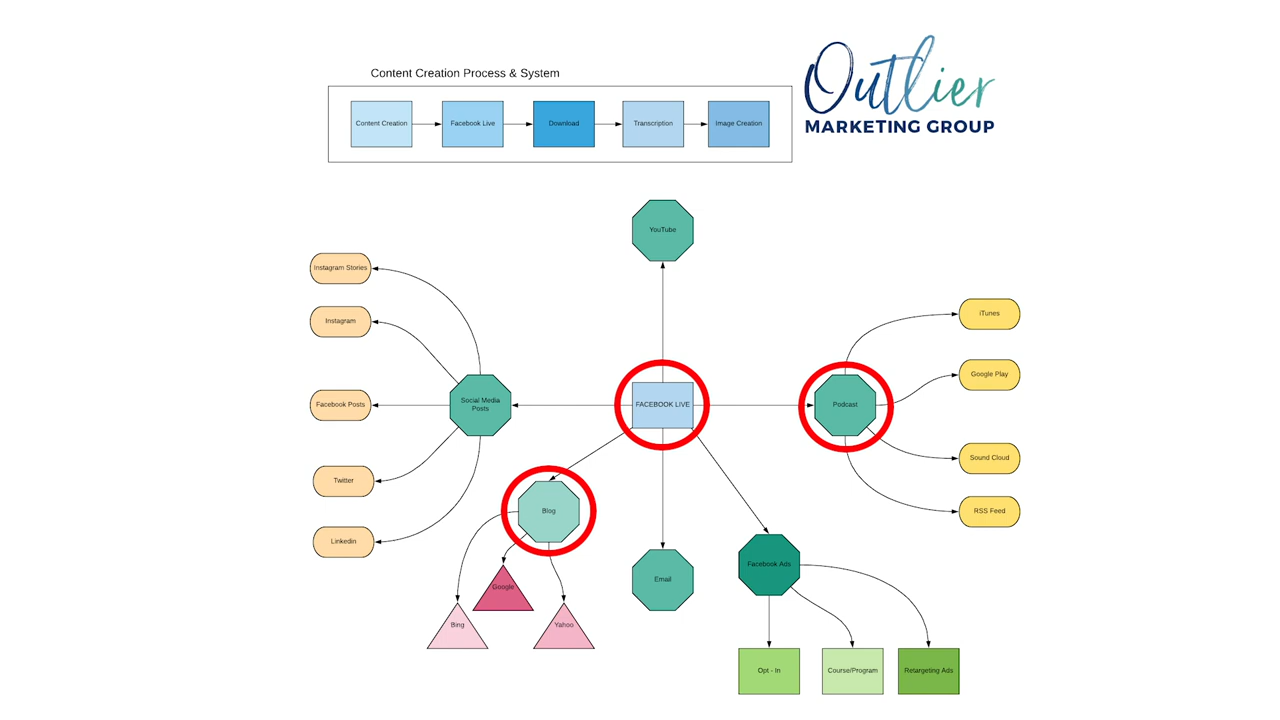 Outlier
MARKETING GROUP
Content Creation Process & System
Content Creation
Facebook Live
Download
Transcription
Image Creation
YouTube
Instagram Stories
Instagram
Facebook Posts
Twitter
Linkedin
Social Media
Posts
FACEBOOK LIVE
Podcast
iTunes
Google Play
Sound Cloud
RSS Feed
Blog
Google
Bing
Yahoo
Email
Facebook Ads
Opt - In
Course/Program
Retargeting Ads